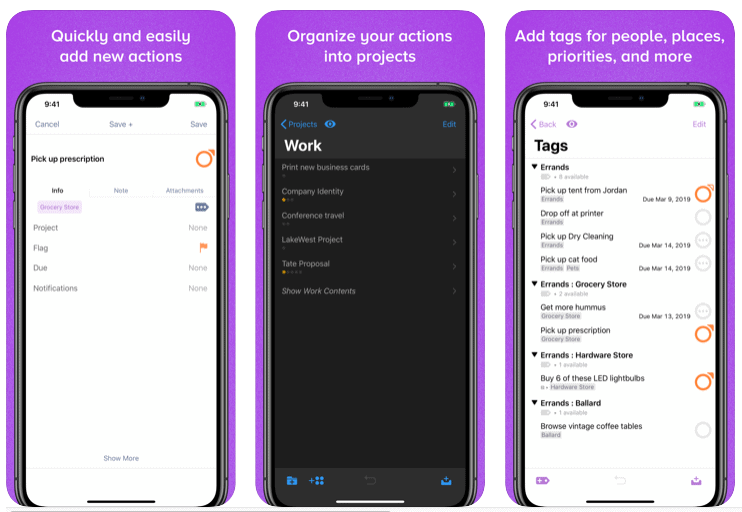 Quickly and easily
add new actions
9:41
Cancel
Save +
Save
Pick up prescription
Info
Note
Attachments
Grocery Store
Project
None
Flag
Due
None
Notifications
None
Show More
Organize your actions
into projects
9:41
Projects
Edit
Work
Print new business cards
Company Identity
Conference travel
LakeWest Project
Tate Proposal
Show Work Contents
Add tags for people, places,
priorities, and more
9:41
Back
Edit
Tags
Errands
• 8 available
Pick up tent from Jordan
Errands
Due Mar 9, 2019
Drop off at printer
Errands
Pick up Dry Cleaning
Errands
Due Mar 14, 2019
Pick up cat food
Errands Pets
Due Mar 14, 2019
Errands : Grocery Store
• 2 available
Get more hummus
Grocery Store
Due Mar 13, 2019
Pick up prescription
Grocery Store
Errands : Hardware Store
• 1 available
Buy 6 of these LED lightbulbs
• Hardware Store
Errands : Ballard
• 1 available
Browse vintage coffee tables
Ballard